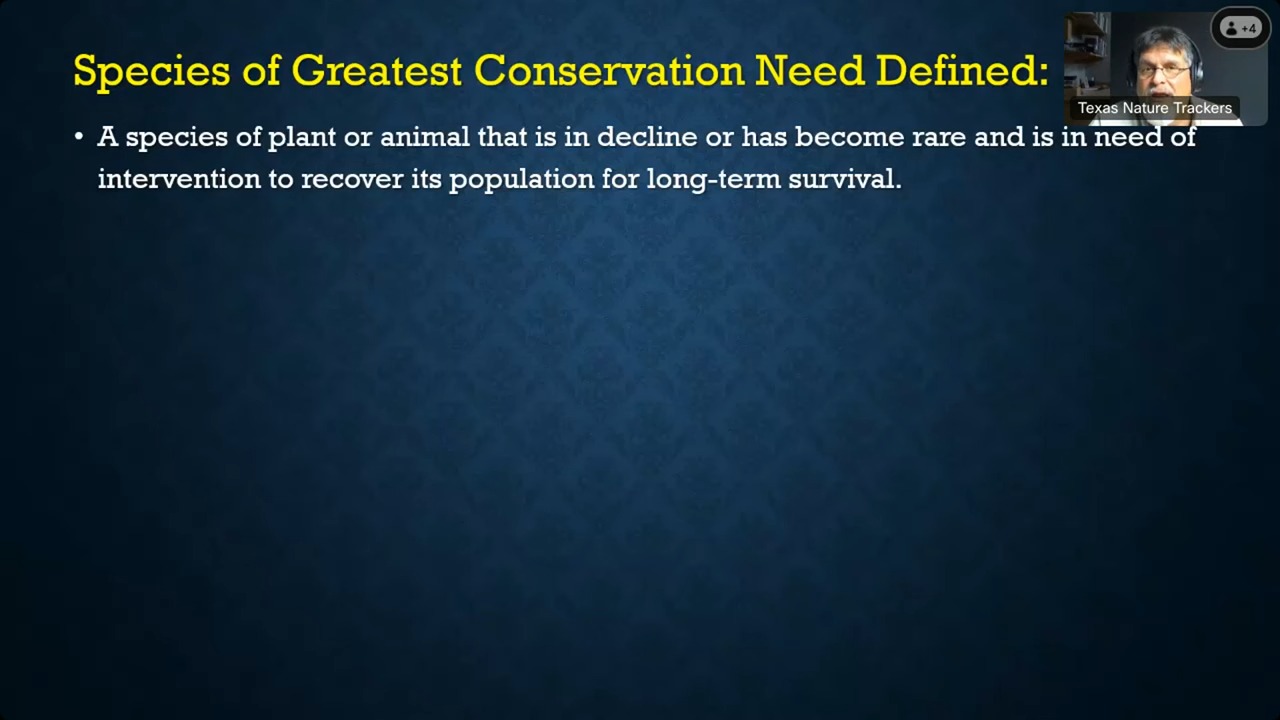 Species of Greatest Conservation Need Defined:
+4
Texas Nature Trackers
• A species of plant or animal that is in decline or has become rare and is in need of
intervention to recover its population for long-term survival.